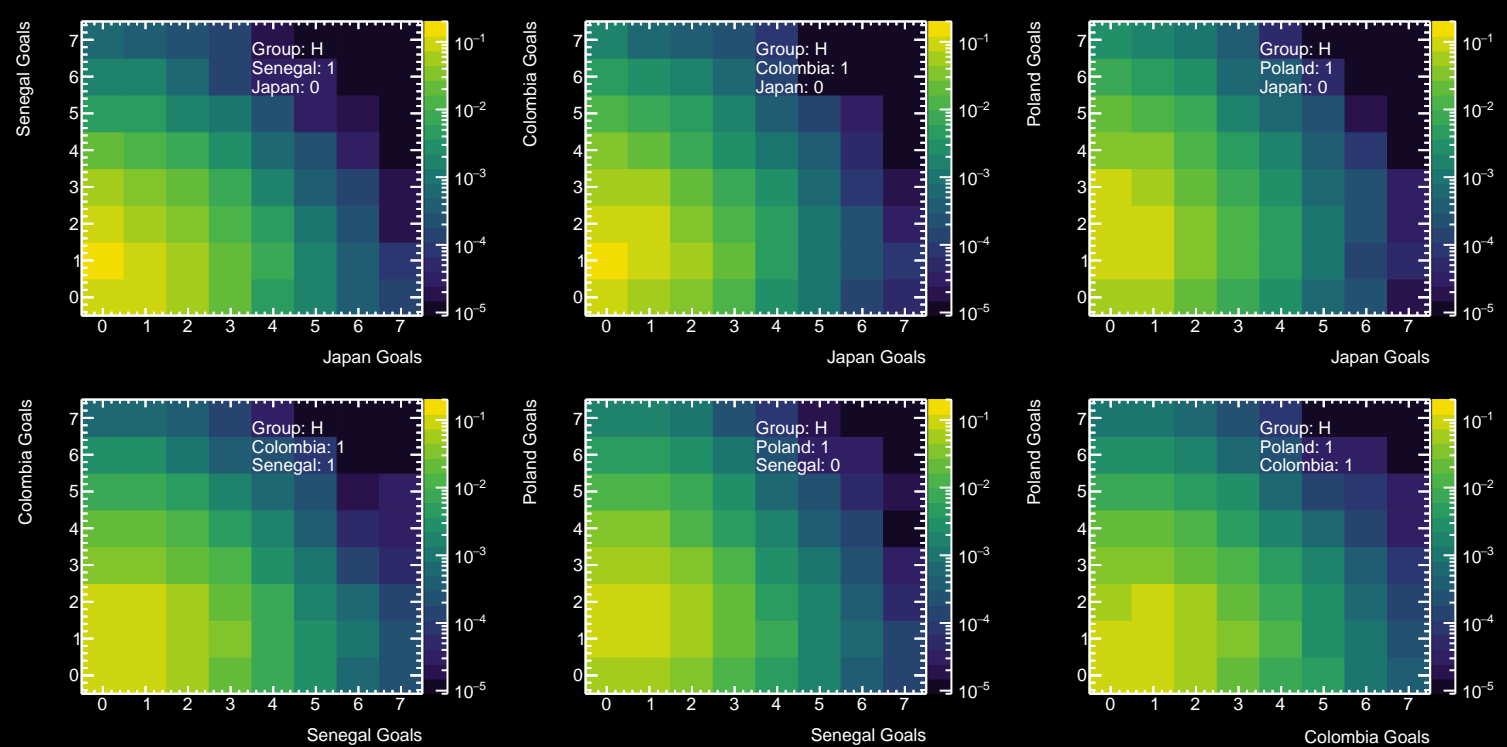 Senegal Goals
7
6
5
4
3
2
1
0
Group: H
Senegal: 1
Japan: 0
10⁻¹
10⁻²
10⁻³
10⁻⁴
10⁻⁵
0 1 2 3 4 5 6 7
Japan Goals
Colombia Goals
7
6
5
4
3
2
1
0
Group: H
Colombia: 1
Japan: 0
10⁻¹
10⁻²
10⁻³
10⁻⁴
10⁻⁵
0 1 2 3 4 5 6 7
Japan Goals
Poland Goals
7
6
5
4
3
2
1
0
Group: H
Poland: 1
Japan: 0
10⁻¹
10⁻²
10⁻³
10⁻⁴
10⁻⁵
0 1 2 3 4 5 6 7
Japan Goals
Colombia Goals
7
6
5
4
3
2
1
0
Group: H
Colombia: 1
Senegal: 1
10⁻¹
10⁻²
10⁻³
10⁻⁴
10⁻⁵
0 1 2 3 4 5 6 7
Senegal Goals
Poland Goals
7
6
5
4
3
2
1
0
Group: H
Poland: 1
Senegal: 0
10⁻¹
10⁻²
10⁻³
10⁻⁴
10⁻⁵
0 1 2 3 4 5 6 7
Senegal Goals
Poland Goals
7
6
5
4
3
2
1
0
Group: H
Poland: 1
Colombia: 1
10⁻¹
10⁻²
10⁻³
10⁻⁴
10⁻⁵
0 1 2 3 4 5 6 7
Colombia Goals